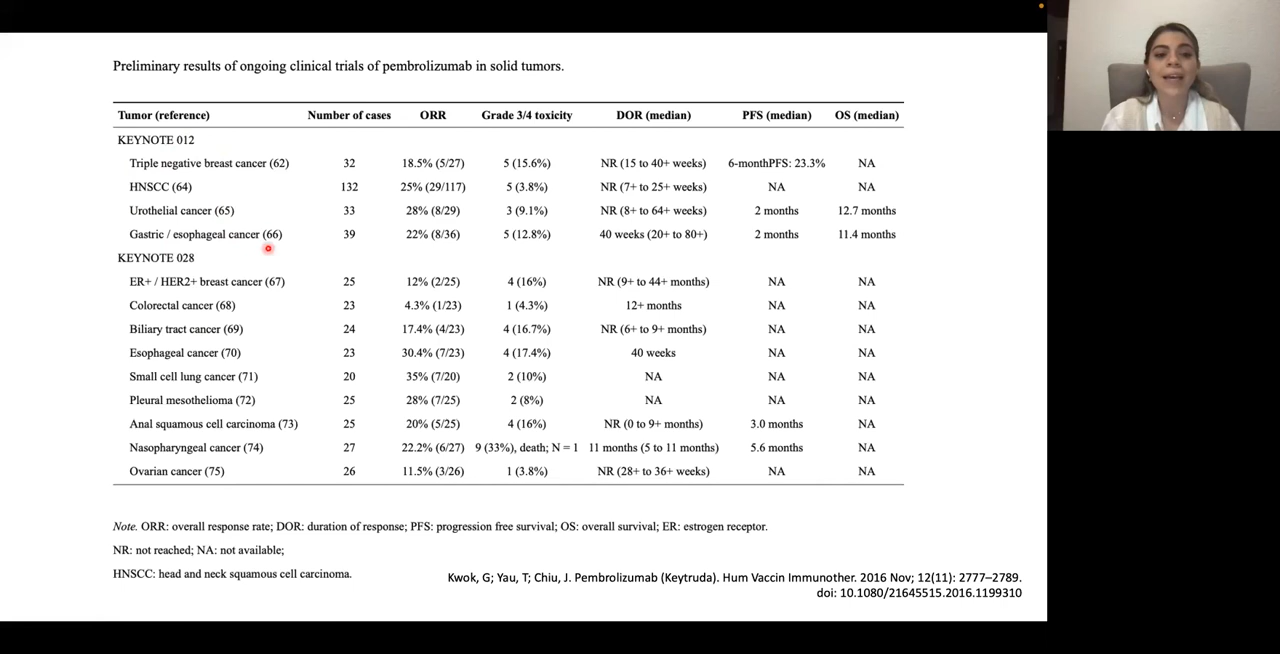 Preliminary results of ongoing clinical trials of pembrolizumab in solid tumors.
Tumor (reference) Number of cases ORR Grade 3/4 toxicity DOR (median) PFS (median) OS (median)
KEYNOTE 012
Triple negative breast cancer (62) 32 18.5% (5/27) 5 (15.6%) NR (15 to 40+ weeks) 6-monthPFS: 23.3% NA
HNSCC (64) 132 25% (29/117) 5 (3.8%) NR (7+ to 25+ weeks) NA NA
Urothelial cancer (65) 33 28% (8/29) 3 (9.1%) NR (8+ to 64+ weeks) 2 months 12.7 months
Gastric / esophageal cancer (66) 39 22% (8/36) 5 (12.8%) 40 weeks (20+ to 80+) 2 months 11.4 months
KEYNOTE 028
ER+ / HER2+ breast cancer (67) 25 12% (2/25) 4 (16%) NR (9+ to 44+ months) NA NA
Colorectal cancer (68) 23 4.3% (1/23) 1 (4.3%) 12+ months NA NA
Biliary tract cancer (69) 24 17.4% (4/23) 4 (16.7%) NR (6+ to 9+ months) NA NA
Esophageal cancer (70) 23 30.4% (7/23) 4 (17.4%) 40 weeks NA NA
Small cell lung cancer (71) 20 35% (7/20) 2 (10%) NA NA NA
Pleural mesothelioma (72) 25 28% (7/25) 2 (8%) NA NA NA
Anal squamous cell carcinoma (73) 25 20% (5/25) 4 (16%) NR (0 to 9+ months) 3.0 months NA
Nasopharyngeal cancer (74) 27 22.2% (6/27) 9 (33%), death; N = 1 11 months (5 to 11 months) 5.6 months NA
Ovarian cancer (75) 26 11.5% (3/26) 1 (3.8%) NR (28+ to 36+ weeks) NA NA
Note. ORR: overall response rate; DOR: duration of response; PFS: progression free survival; OS: overall survival; ER: estrogen receptor.
NR: not reached; NA: not available;
HNSCC: head and neck squamous cell carcinoma.
Kwok, G; Yau, T; Chiu, J. Pembrolizumab (Keytruda). Hum Vaccin Immunother. 2016 Nov; 12(11): 2777–2789.
doi: 10.1080/21645515.2016.1199310